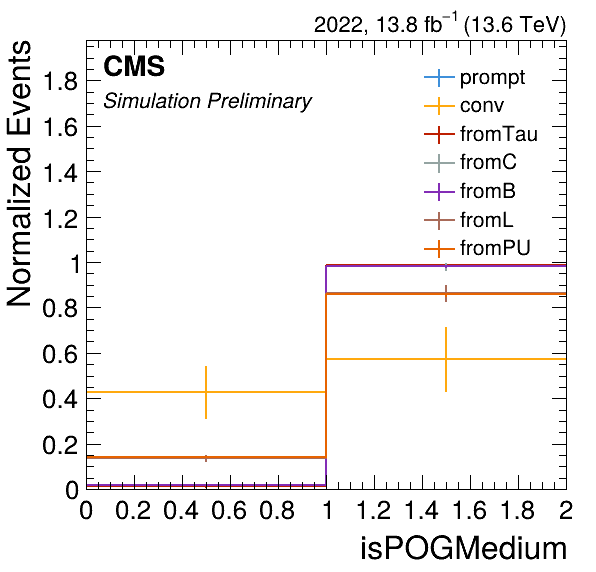 2022, 13.8 fb⁻¹ (13.6 TeV)
CMS
Simulation Preliminary
prompt
conv
fromTau
fromC
fromB
fromL
fromPU
Normalized Events
1.8
1.6
1.4
1.2
1
0.8
0.6
0.4
0.2
0
0 0.2 0.4 0.6 0.8 1 1.2 1.4 1.6 1.8 2
isPOGMedium